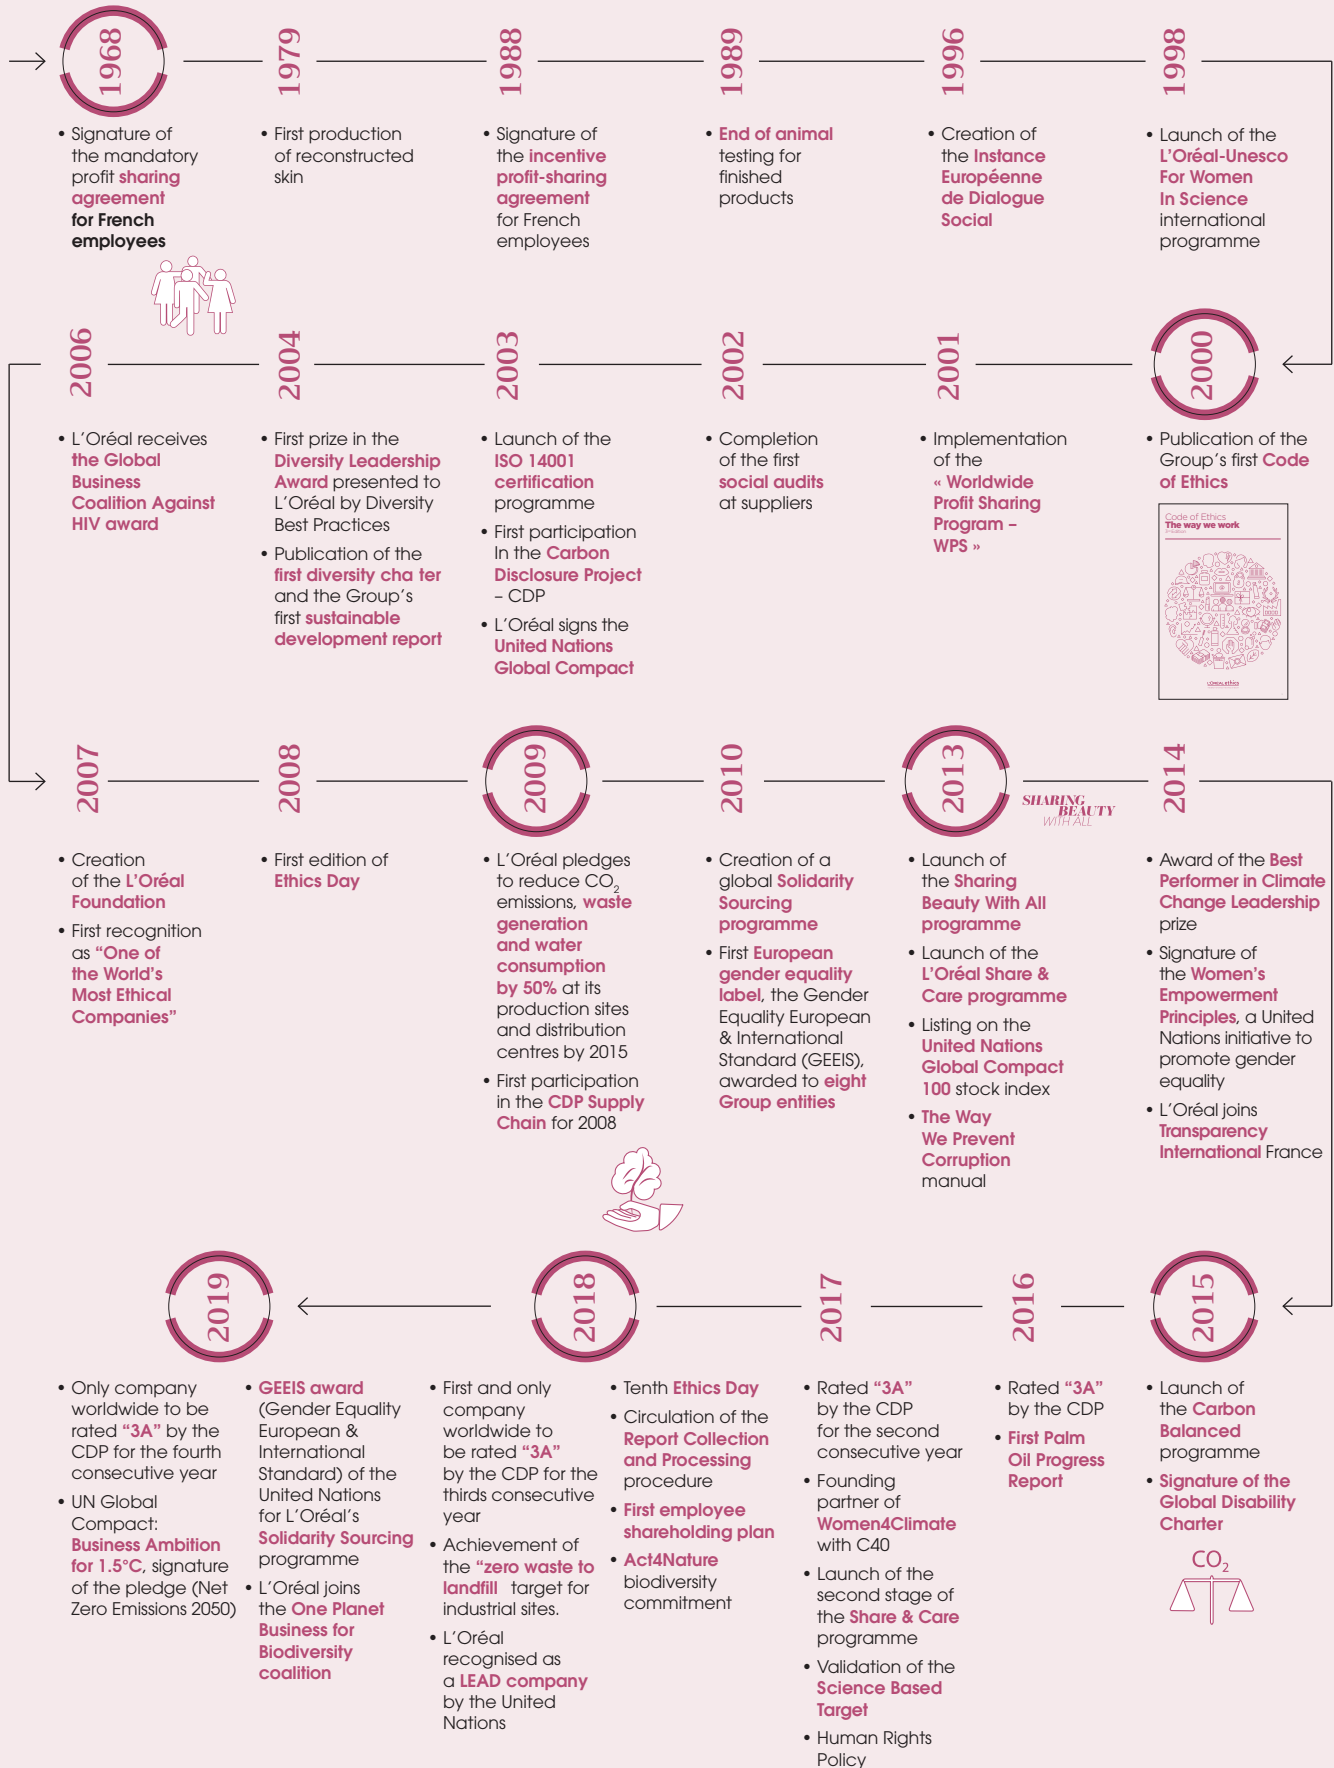 1968
• Signature of
the mandatory
profit sharing
agreement
for French
employees
1979
• First production
of reconstructed
skin
1988
• Signature of
the incentive
profit-sharing
agreement
for French
employees
1989
• End of animal
testing for
finished
products
1996
• Creation of
the Instance
Européenne
de Dialogue
Social
1998
• Launch of the
L'Oréal-Unesco
For Women
In Science
international
programme
2000
• Publication of the
Group's first Code
of Ethics
Code of Ethics
The way we work
L'ORÉAL ethics
2001
• Implementation
of the
« Worldwide
Profit Sharing
Program –
WPS »
2002
• Completion
of the first
social audits
at suppliers
2003
• Launch of the
ISO 14001
certification
programme
• First participation
In the Carbon
Disclosure Project
– CDP
• L'Oréal signs the
United Nations
Global Compact
2004
• First prize in the
Diversity Leadership
Award presented to
L'Oréal by Diversity
Best Practices
• Publication of the
first diversity cha ter
and the Group's
first sustainable
development report
2006
• L'Oréal receives
the Global
Business
Coalition Against
HIV award
2007
• Creation
of the L'Oréal
Foundation
• First recognition
as "One of
the World's
Most Ethical
Companies"
2008
• First edition of
Ethics Day
2009
• L'Oréal pledges
to reduce CO₂
emissions, waste
generation
and water
consumption
by 50% at its
production sites
and distribution
centres by 2015
• First participation
in the CDP Supply
Chain for 2008
2010
• Creation of a
global Solidarity
Sourcing
programme
• First European
gender equality
label, the Gender
Equality European
& International
Standard (GEEIS),
awarded to eight
Group entities
2013
SHARING
BEAUTY
WITH ALL
• Launch of
the Sharing
Beauty With All
programme
• Launch of the
L'Oréal Share &
Care programme
• Listing on the
United Nations
Global Compact
100 stock index
• The Way
We Prevent
Corruption
manual
2014
• Award of the Best
Performer in Climate
Change Leadership
prize
• Signature of
the Women's
Empowerment
Principles, a United
Nations initiative to
promote gender
equality
• L'Oréal joins
Transparency
International France
2015
• Launch of
the Carbon
Balanced
programme
• Signature of the
Global Disability
Charter
CO₂
2016
• Rated "3A"
by the CDP
• First Palm
Oil Progress
Report
2017
• Rated "3A"
by the CDP
for the second
consecutive year
• Founding
partner of
Women4Climate
with C40
• Launch of the
second stage of
the Share & Care
programme
• Validation of the
Science Based
Target
• Human Rights
Policy
2018
• First and only
company
worldwide to
be rated "3A"
by the CDP for the
thirds consecutive
year
• Achievement of
the "zero waste to
landfill target for
industrial sites.
• L'Oréal
recognised as
a LEAD company
by the United
Nations
• Tenth Ethics Day
• Circulation of the
Report Collection
and Processing
procedure
• First employee
shareholding plan
• Act4Nature
biodiversity
commitment
2019
• Only company
worldwide to be
rated "3A" by the
CDP for the fourth
consecutive year
• UN Global
Compact:
Business Ambition
for 1.5°C, signature
of the pledge (Net
Zero Emissions 2050)
• GEEIS award
(Gender Equality
European &
International
Standard) of the
United Nations
for L'Oréal's
Solidarity Sourcing
programme
• L'Oréal joins
the One Planet
Business for
Biodiversity
coalition